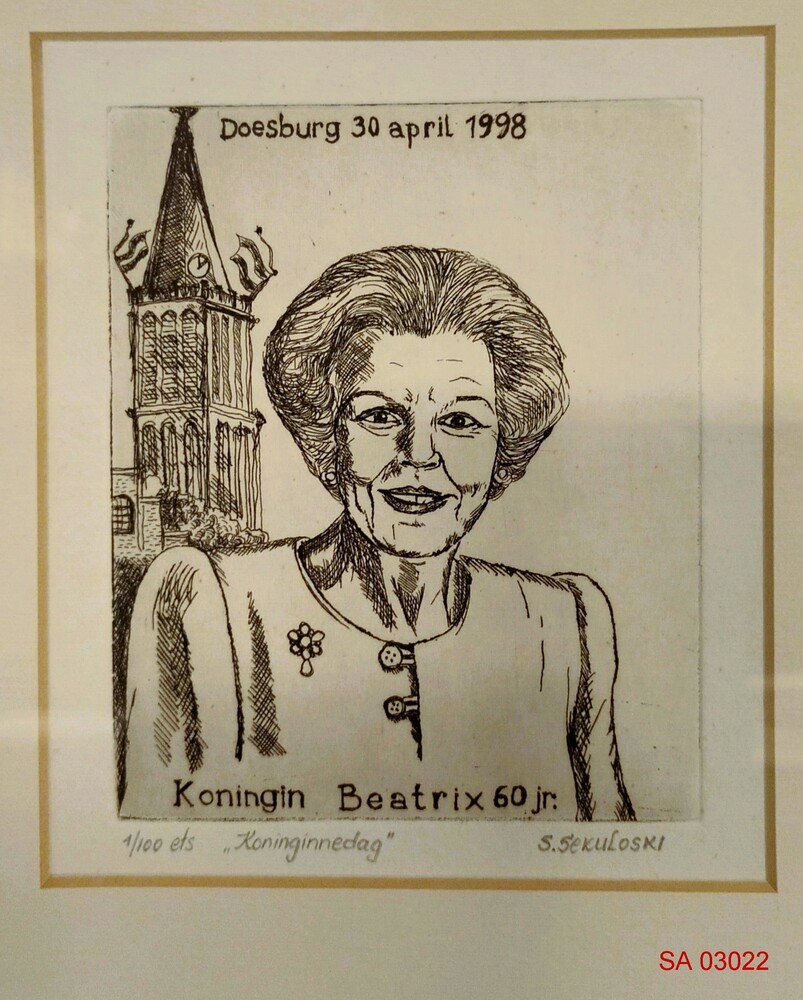 Doesburg 30 april 1998
Koningin Beatrix 60 jr.
1/100 ets „Koninginnedag" S. SEKULOSKI
SA 03022